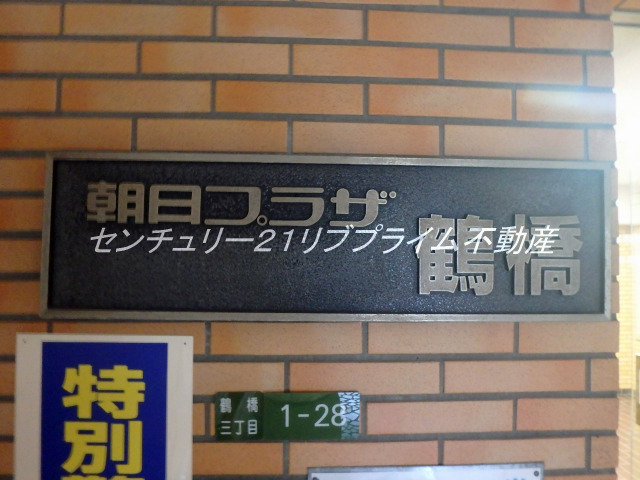 朝日プラザ
鶴橋
センチュリー21リブプライム不動産
特別
鶴橋
三丁目
1-28